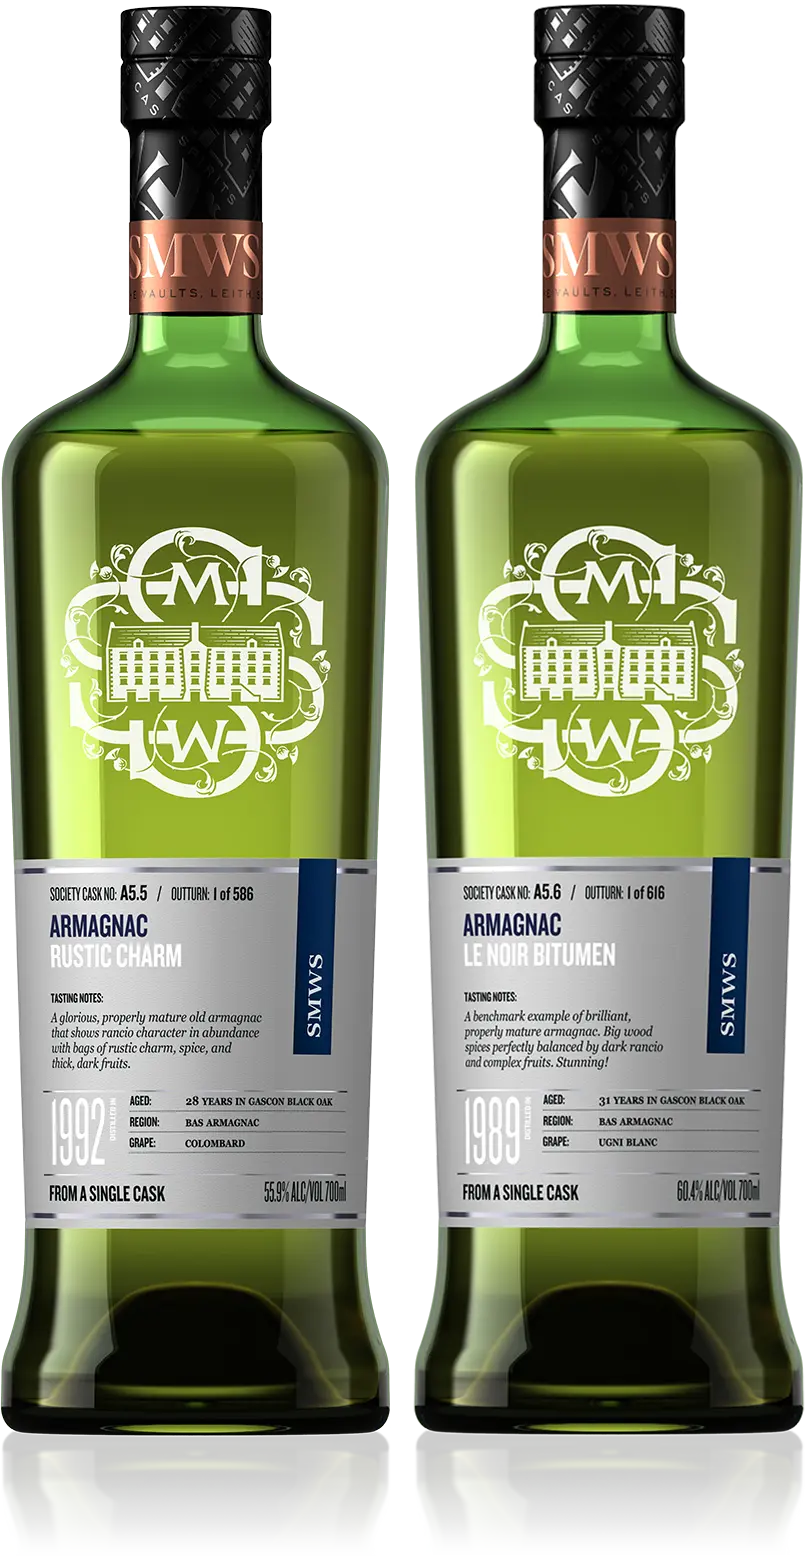 CAS
SMWS
E VAULTS, LEITH, S
M
W
SOCIETY CASK NO: A5.5 / OUTTURN: 1 of 586
ARMAGNAC
RUSTIC CHARM
SMWS
TASTING NOTES:
A glorious, properly mature old armagnac
that shows rancio character in abundance
with bags of rustic charm, spice, and
thick, dark fruits.
1992
DISTILLED IN
AGED: 28 YEARS IN GASCON BLACK OAK
REGION: BAS ARMAGNAC
GRAPE: COLOMBARD
FROM A SINGLE CASK 55.9% ALC/VOL 700ml
CAS
SMWS
E VAULTS, LEITH, S
M
W
SOCIETY CASK NO: A5.6 / OUTTURN: 1 of 616
ARMAGNAC
LE NOIR BITUMEN
SMWS
TASTING NOTES:
A benchmark example of brilliant,
properly mature armagnac. Big wood
spices perfectly balanced by dark rancio
and complex fruits. Stunning!
1989
DISTILLED IN
AGED: 31 YEARS IN GASCON BLACK OAK
REGION: BAS ARMAGNAC
GRAPE: UGNI BLANC
FROM A SINGLE CASK 60.4% ALC/VOL 700ml